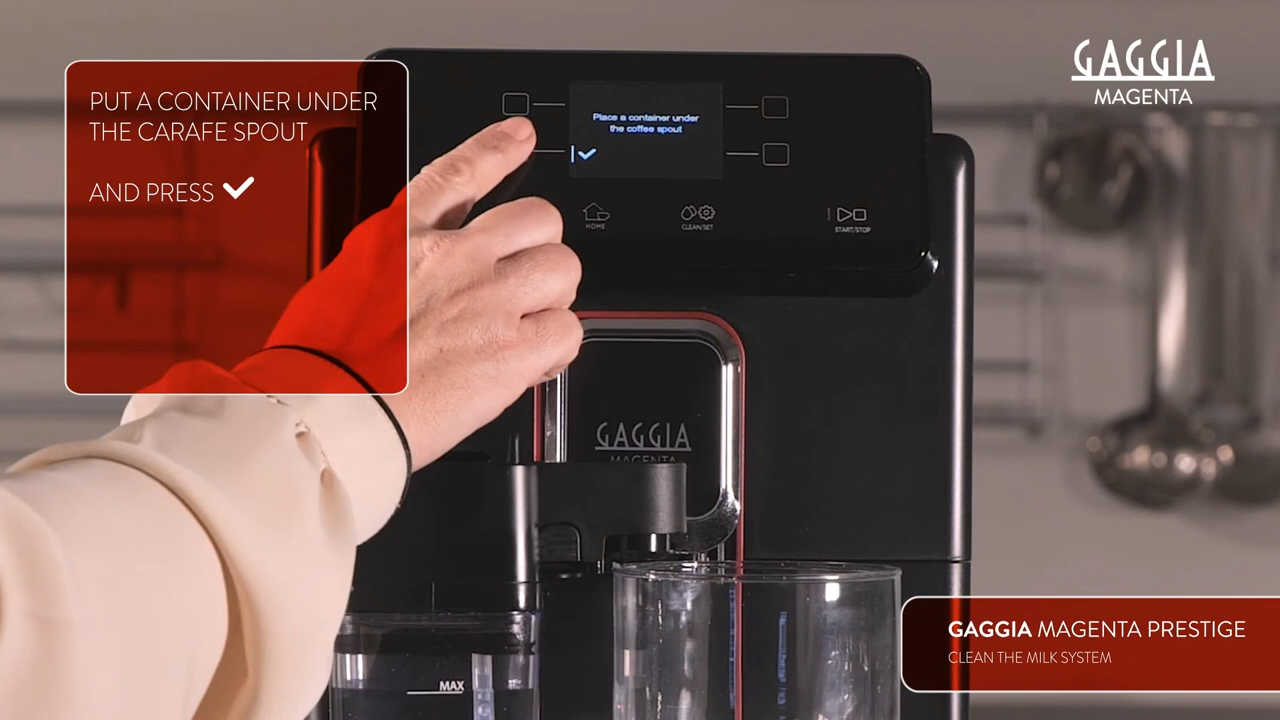 PUT A CONTAINER UNDER
THE CARAFE SPOUT
AND PRESS
Place a container under
the coffee spout
HOME
CLEAN/SET
START/STOP
GAGGIA
MAGENTA
GAGGIA
MAGENTA
MAX
GAGGIA MAGENTA PRESTIGE
CLEAN THE MILK SYSTEM